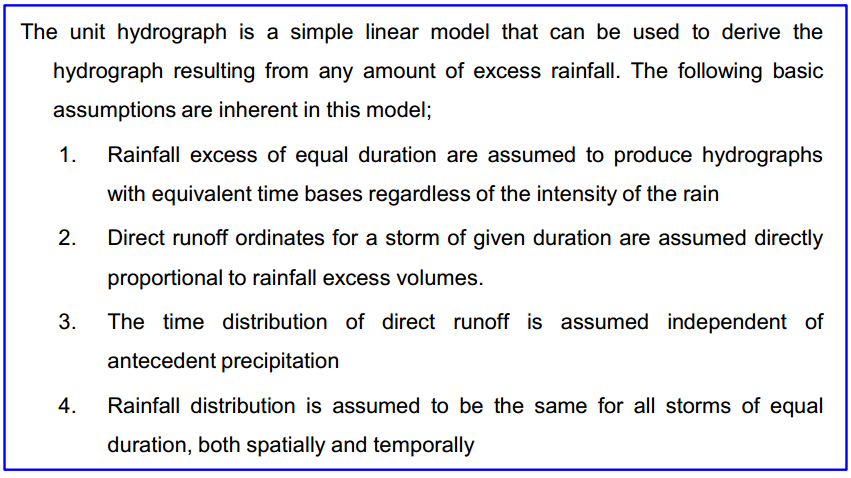 The unit hydrograph is a simple linear model that can be used to derive the
hydrograph resulting from any amount of excess rainfall. The following basic
assumptions are inherent in this model;
1. Rainfall excess of equal duration are assumed to produce hydrographs
with equivalent time bases regardless of the intensity of the rain
2. Direct runoff ordinates for a storm of given duration are assumed directly
proportional to rainfall excess volumes.
3. The time distribution of direct runoff is assumed independent of
antecedent precipitation
4. Rainfall distribution is assumed to be the same for all storms of equal
duration, both spatially and temporally